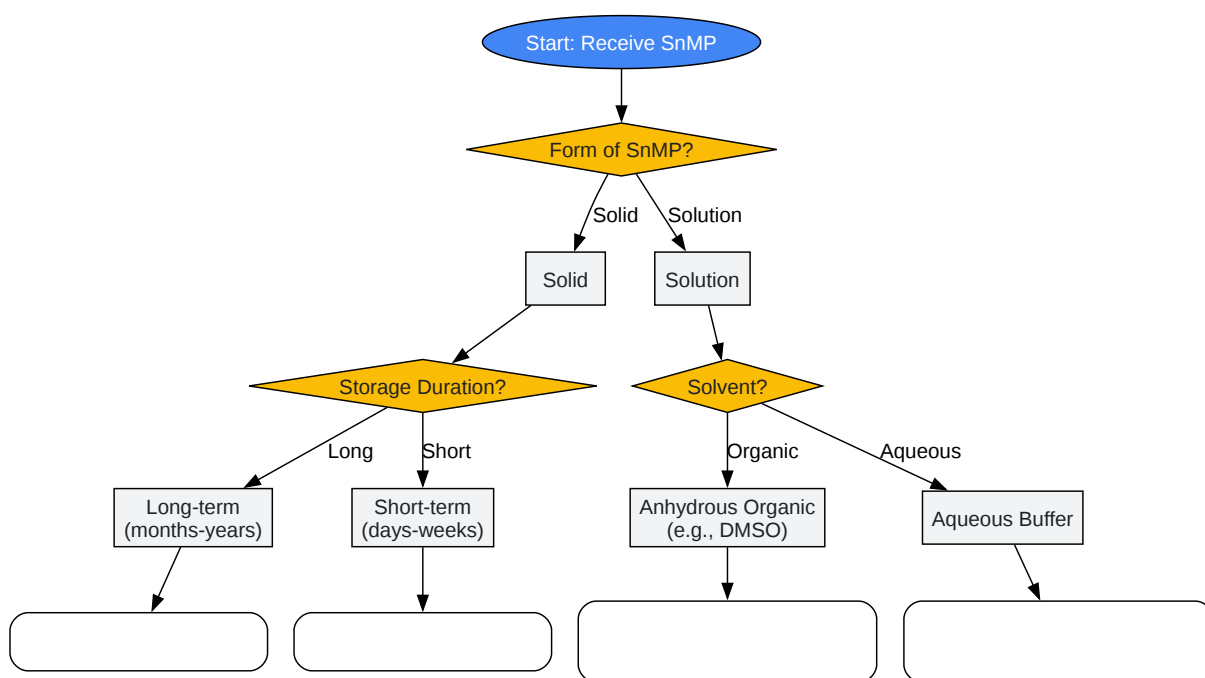 Start: Receive SnMP
Form of SnMP?
Solid
Solution
Solid
Solution
Storage Duration?
Solvent?
Long
Short
Organic
Aqueous
Long-term
(months-years)
Short-term
(days-weeks)
Anhydrous Organic
(e.g., DMSO)
Aqueous Buffer